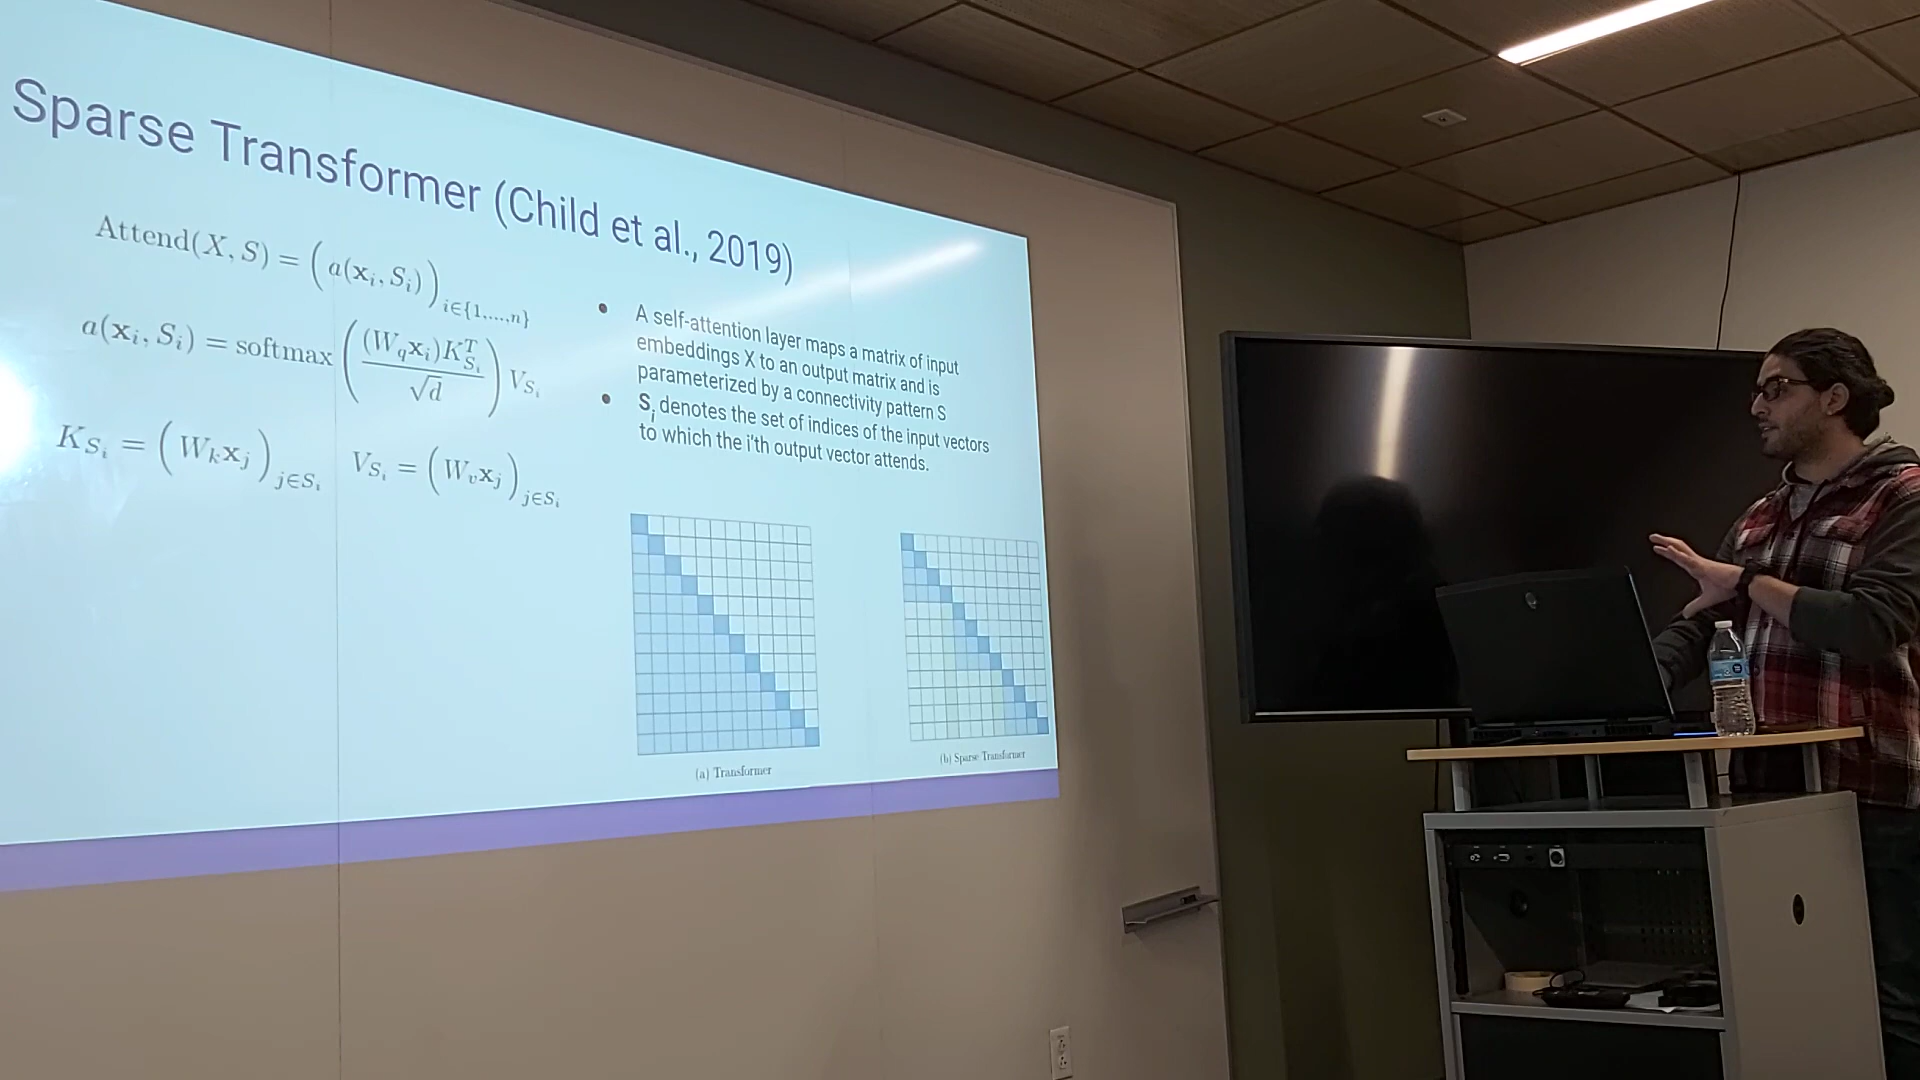 Sparse Transformer (Child et al., 2019)
Attend(X, S) = (a(x_i, S_i))_{i∈{1,...,n}}
a(x_i, S_i) = softmax((W_q x_i)K^T_{S_i} / √d) V_{S_i}
K_{S_i} = (W_k x_j)_{j∈S_i} V_{S_i} = (W_v x_j)_{j∈S_i}
• A self-attention layer maps a matrix of input
embeddings X to an output matrix and is
parameterized by a connectivity pattern S
• S_i denotes the set of indices of the input vectors
to which the i'th output vector attends.
(a) Transformer
(b) Sparse Transformer